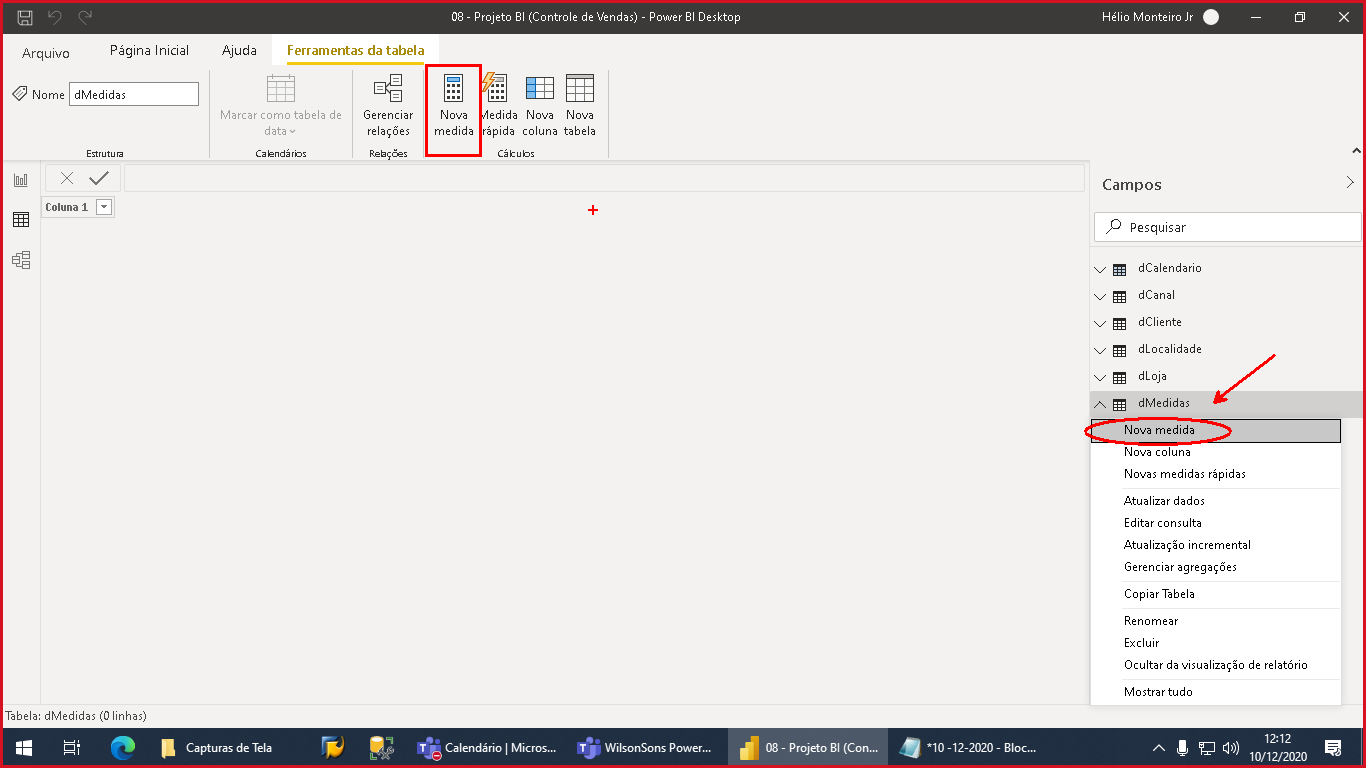 08 - Projeto BI (Controle de Vendas) - Power BI Desktop
Hélio Monteiro Jr
Arquivo
Página Inicial
Ajuda
Ferramentas da tabela
Nome
dMedidas
Estrutura
Marcar como tabela de
data
Calendários
Gerenciar
relações
Relações
Nova
medida
Medida
rápida
Nova
coluna
Nova
tabela
Cálculos
Coluna 1
Campos
Pesquisar
dCalendario
dCanal
dCliente
dLocalidade
dLoja
dMedidas
Nova medida
Nova coluna
Novas medidas rápidas
Atualizar dados
Editar consulta
Atualização incremental
Gerenciar agregações
Copiar Tabela
Renomear
Excluir
Ocultar da visualização de relatório
Mostrar tudo
Tabela: dMedidas (0 linhas)
Capturas de Tela
Calendário | Micros...
WilsonSons Power...
08 - Projeto BI (Con...
*10 -12-2020 - Bloc...
12:12
10/12/2020